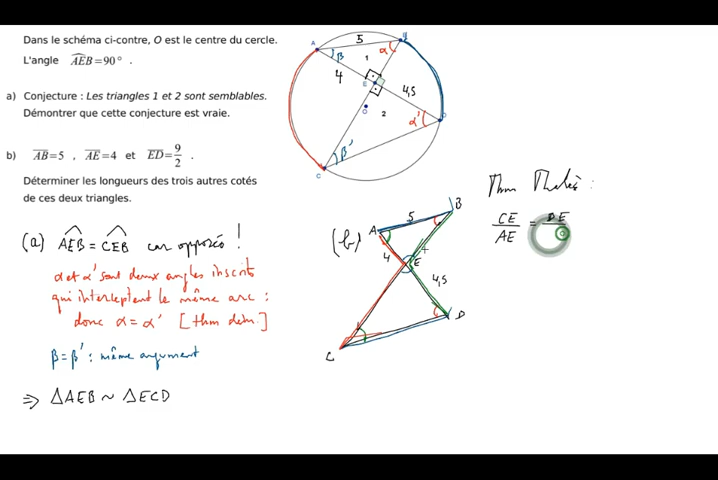 Dans le schéma ci-contre, O est le centre du cercle.
L'angle AEB=90° .
a) Conjecture : Les triangles 1 et 2 sont semblables.
Démontrer que cette conjecture est vraie.
b) AB=5 , AE=4 et ED=9/2 .
Déterminer les longueurs des trois autres cotés
de ces deux triangles.
A
5
B
β
1
α
4
E
4,5
O
2
α'
D
β'
C
(a) AEB = CEB car opposés !
α et α' sont deux angles inscrits
qui interceptent le même arc :
donc α = α' [thm dém.]
β = β' : même argument
⇒ ΔAEB ~ ΔECD
(b)
A
5
B
4
E
4,5
D
C
Thm Thalès :
CE/AE = DE